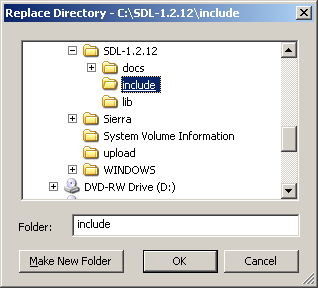 Replace Directory - C:\SDL-1.2.12\include
SDL-1.2.12
docs
include
lib
Sierra
System Volume Information
upload
WINDOWS
DVD-RW Drive (D:)
Folder: include
Make New Folder OK Cancel